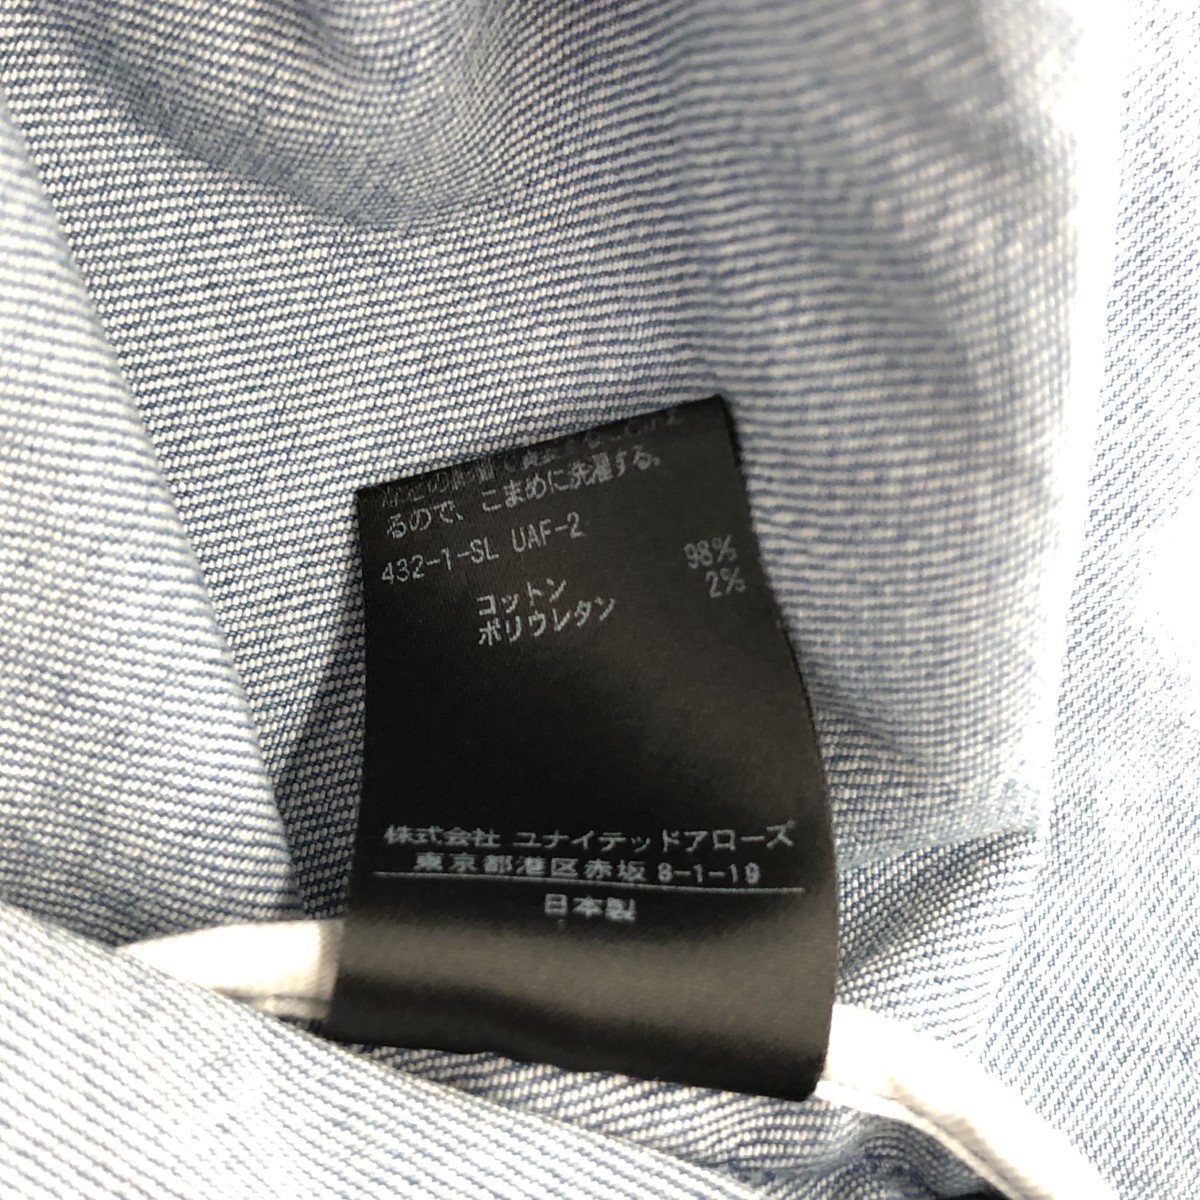 るので、こまめに洗濯する。
432-1-SL UAF-2
コットン 98%
ポリウレタン 2%
株式会社 ユナイテッドアローズ
東京都港区赤坂 8-1-19
日本製